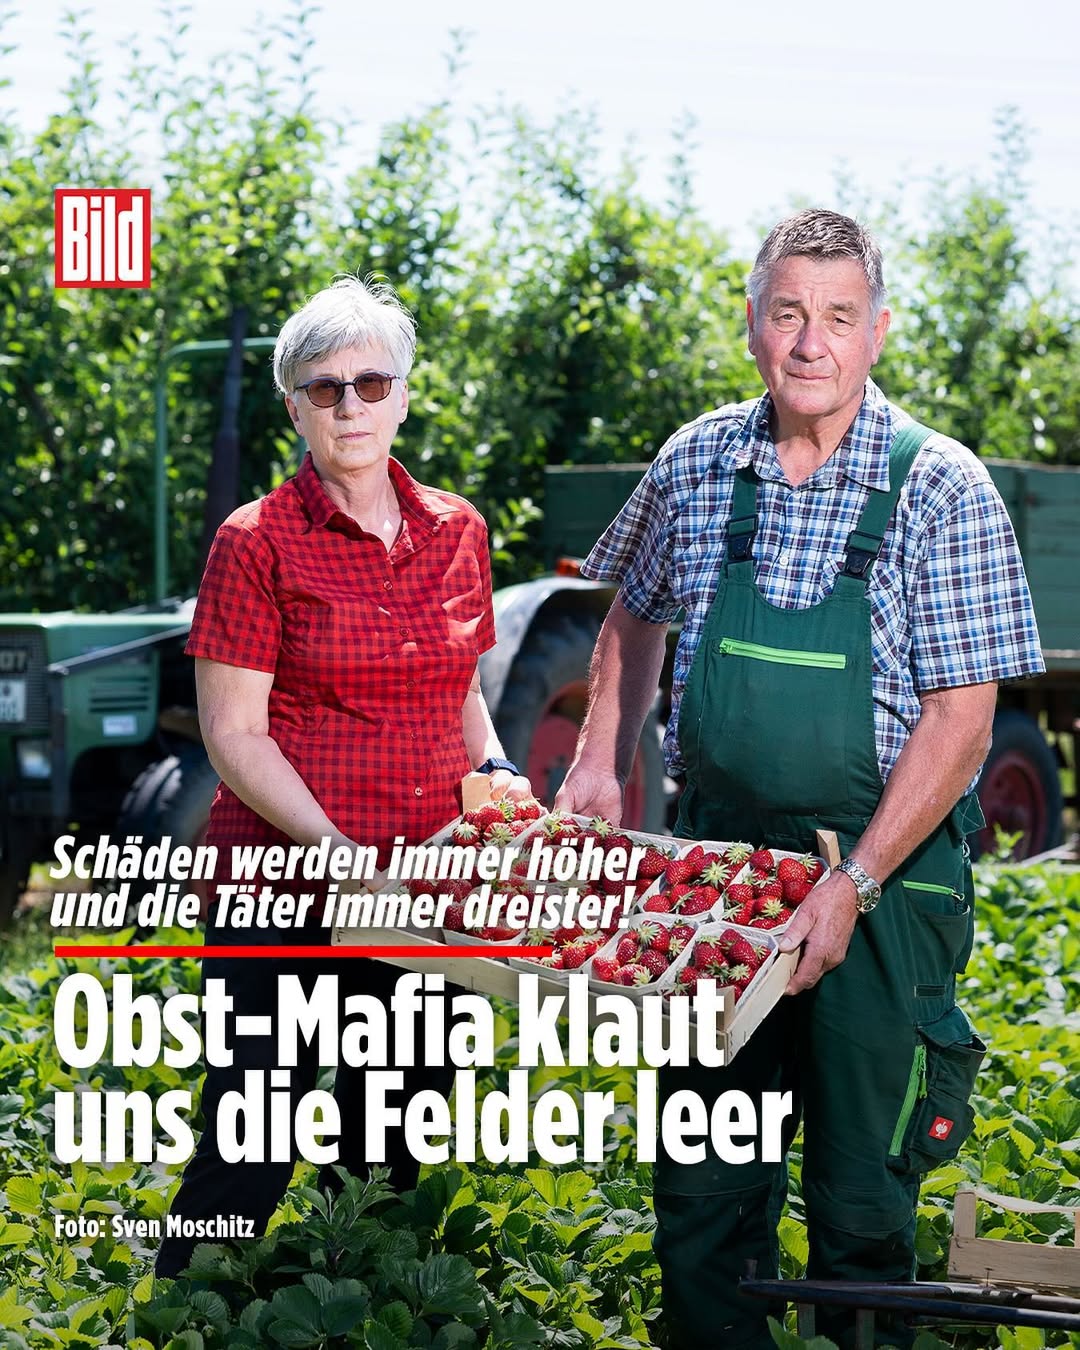 Bild
Schäden werden immer höher
und die Täter immer dreister!
Obst-Mafia klaut
uns die Felder leer
Foto: Sven Moschitz